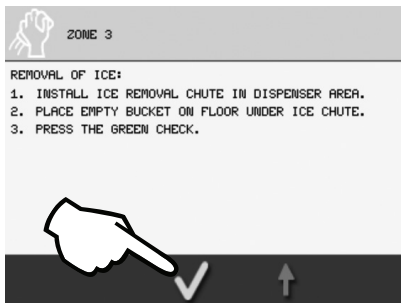 ZONE 3
REMOVAL OF ICE:
1. INSTALL ICE REMOVAL CHUTE IN DISPENSER AREA.
2. PLACE EMPTY BUCKET ON FLOOR UNDER ICE CHUTE.
3. PRESS THE GREEN CHECK.